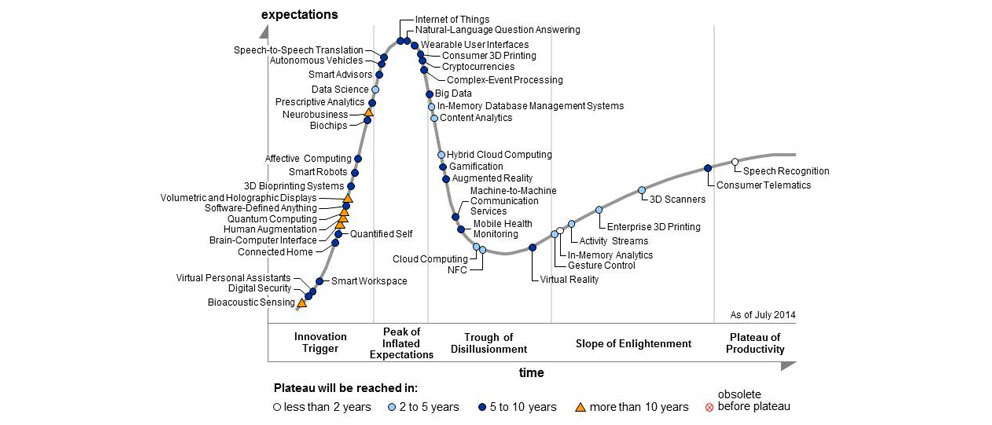 expectations
Internet of Things
Natural-Language Question Answering
Wearable User Interfaces
Consumer 3D Printing
Cryptocurrencies
Complex-Event Processing
Speech-to-Speech Translation
Autonomous Vehicles
Smart Advisors
Data Science
Prescriptive Analytics
Neurobusiness
Biochips
Big Data
In-Memory Database Management Systems
Content Analytics
Hybrid Cloud Computing
Gamification
Augmented Reality
Machine-to-Machine
Communication
Services
Mobile Health
Monitoring
Affective Computing
Smart Robots
3D Bioprinting Systems
Volumetric and Holographic Displays
Software-Defined Anything
Quantum Computing
Human Augmentation
Brain-Computer Interface
Connected Home
Quantified Self
Virtual Personal Assistants
Digital Security
Bioacoustic Sensing
Smart Workspace
Cloud Computing
NFC
Virtual Reality
Gesture Control
In-Memory Analytics
Activity Streams
Enterprise 3D Printing
3D Scanners
Consumer Telematics
Speech Recognition
As of July 2014
Innovation
Trigger
Peak of
Inflated
Expectations
Trough of
Disillusionment
Slope of Enlightenment
Plateau of
Productivity
time
Plateau will be reached in:
less than 2 years
2 to 5 years
5 to 10 years
more than 10 years
obsolete
before plateau